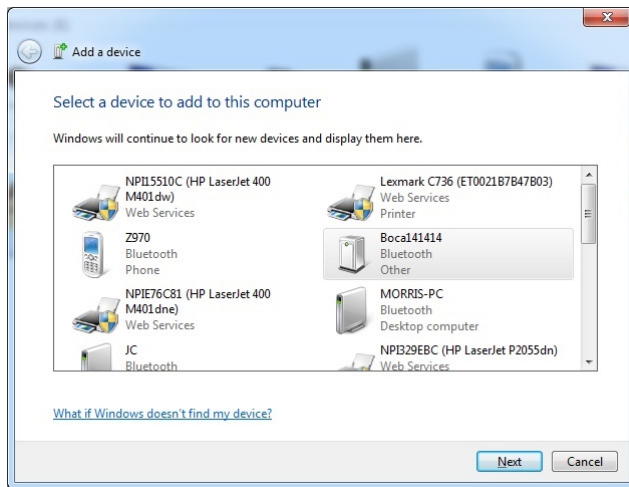 Add a device
Select a device to add to this computer
Windows will continue to look for new devices and display them here.
NPI15510C (HP LaserJet 400
M401dw)
Web Services
Lexmark C736 (ET0021B7B47B03)
Web Services
Printer
Z970
Bluetooth
Phone
Boca141414
Bluetooth
Other
NPIE76C81 (HP LaserJet 400
M401dne)
Web Services
MORRIS-PC
Bluetooth
Desktop computer
JC
Bluetooth
NPI329EBC (HP LaserJet P2055dn)
Web Services
What if Windows doesn't find my device?
Next
Cancel